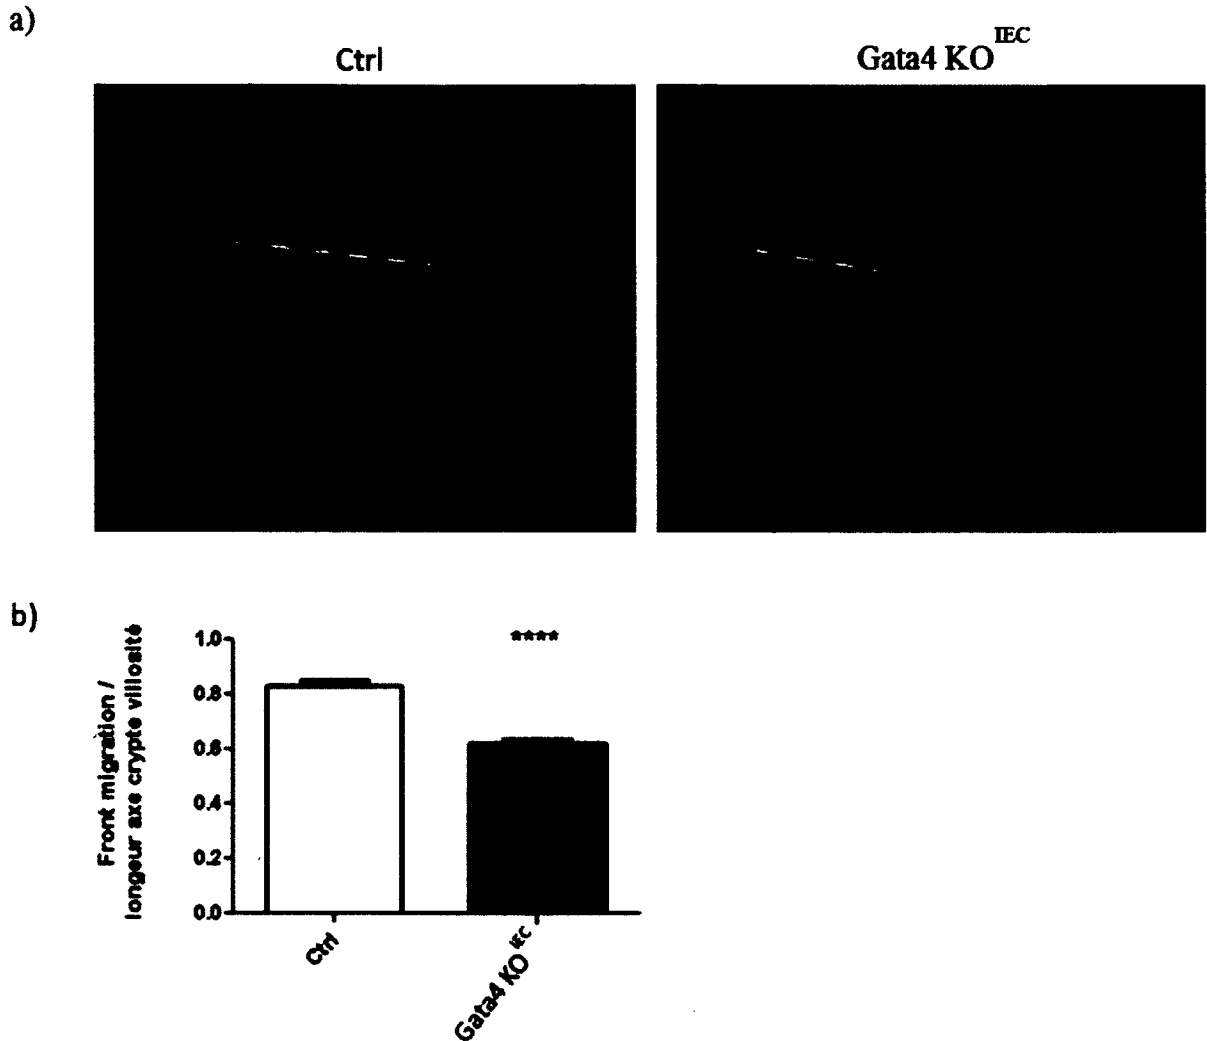 a)
Ctrl
Gata4 KO^IEC
b)
Front migration /
longeur axe crypte villosité
1.0
0.8
0.6
0.4
0.2
0.0
****
Ctrl
Gata4 KO^IEC